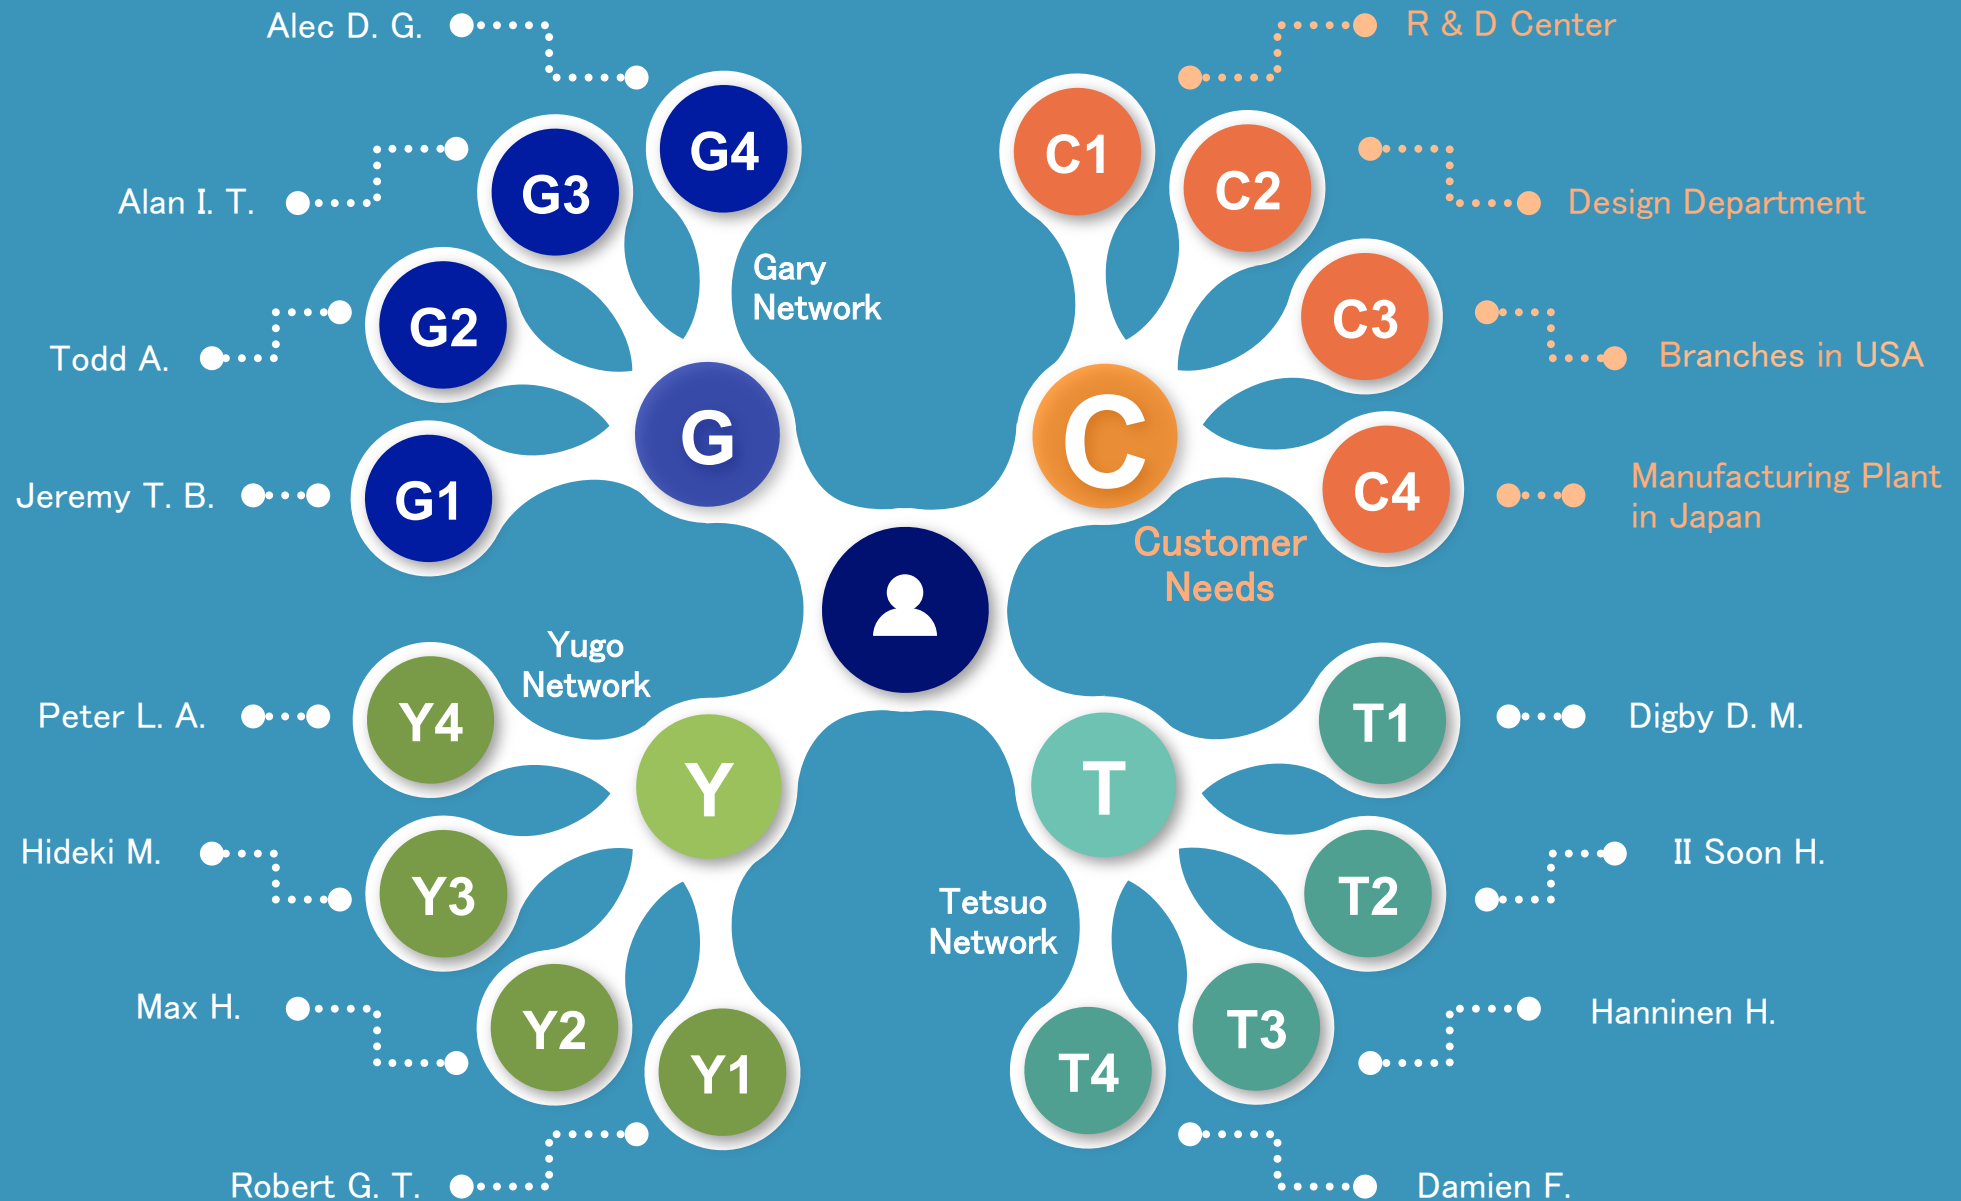 Alec D. G.
R & D Center
G4
C1
G3
C2
Alan I. T.
Design Department
Gary
Network
G2
C3
Todd A.
Branches in USA
G
C
Jeremy T. B.
G1
C4
Manufacturing Plant
in Japan
Customer
Needs
Yugo
Network
Peter L. A.
Y4
T1
Digby D. M.
Y
T
Hideki M.
Y3
T2
II Soon H.
Tetsuo
Network
Max H.
Y2
T3
Hanninen H.
Y1
T4
Robert G. T.
Damien F.